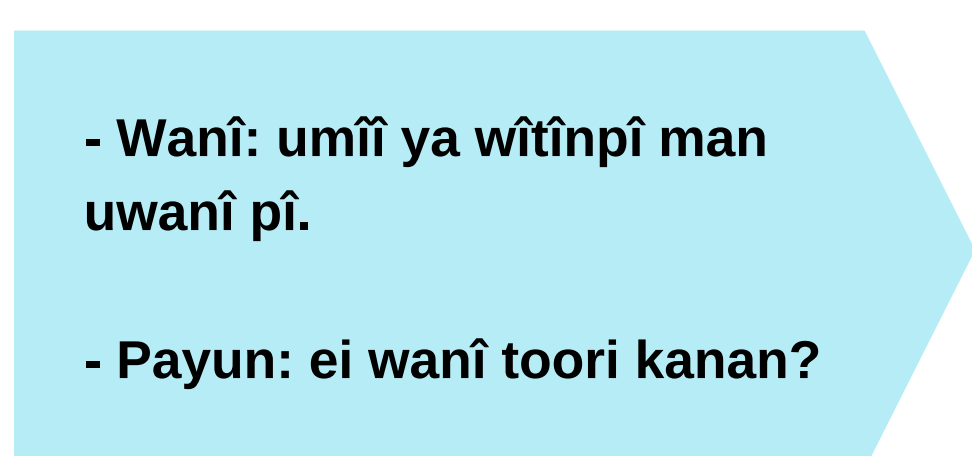 - Wanî: umîî ya wîtînpî man
uwanî pî.
- Payun: ei wanî toori kanan?